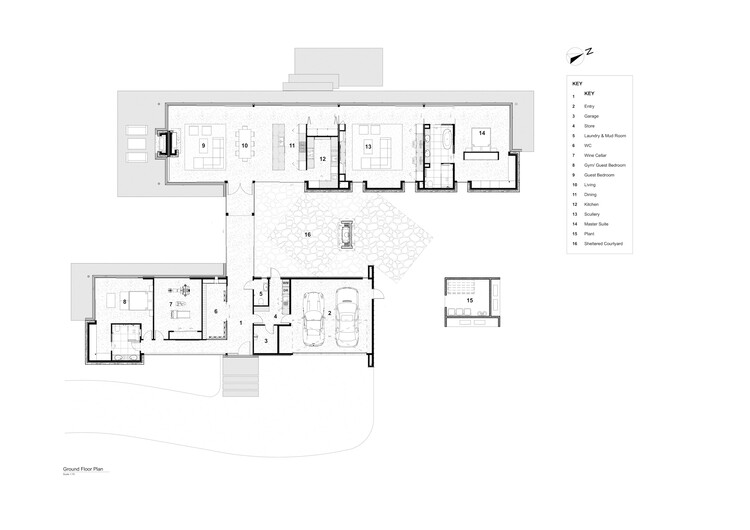 N
KEY
1 KEY
2 Entry
3 Garage
4 Store
5 Laundry & Mud Room
6 WC
7 Wine Cellar
8 Gym/ Guest Bedroom
9 Guest Bedroom
10 Living
11 Dining
12 Kitchen
13 Scullery
14 Master Suite
15 Plant
16 Sheltered Courtyard
9
10
11
12
13
14
16
8
7
6
5
4
3
2
1
15
Ground Floor Plan